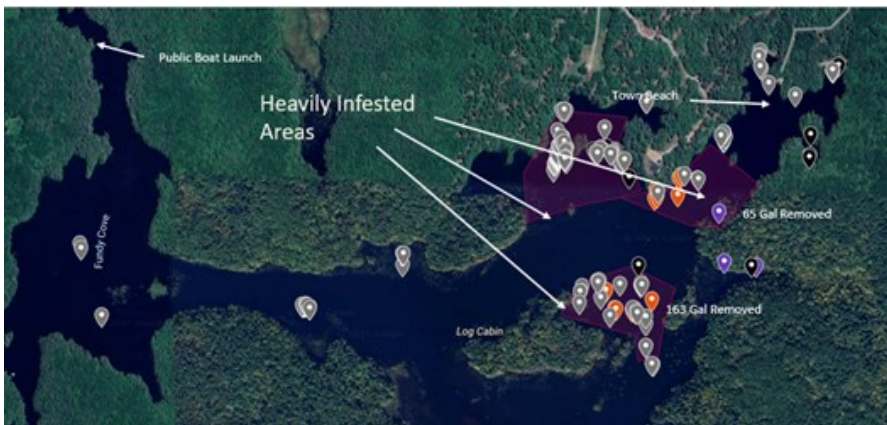 Public Boat Launch
Heavily Infested
Areas
Town Beach
65 Gal Removed
Fundy Cove
163 Gal Removed
Log Cabin